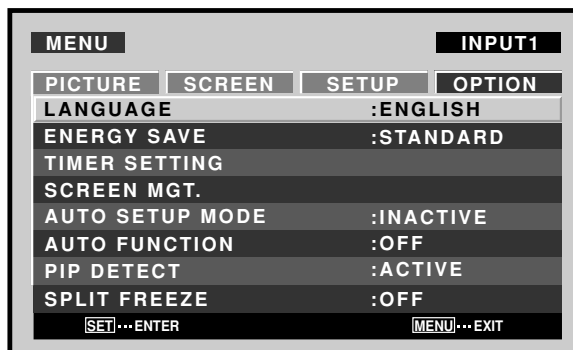 MENU INPUT1
PICTURE SCREEN SETUP OPTION
LANGUAGE :ENGLISH
ENERGY SAVE :STANDARD
TIMER SETTING
SCREEN MGT.
AUTO SETUP MODE :INACTIVE
AUTO FUNCTION :OFF
PIP DETECT :ACTIVE
SPLIT FREEZE :OFF
SET···ENTER MENU···EXIT